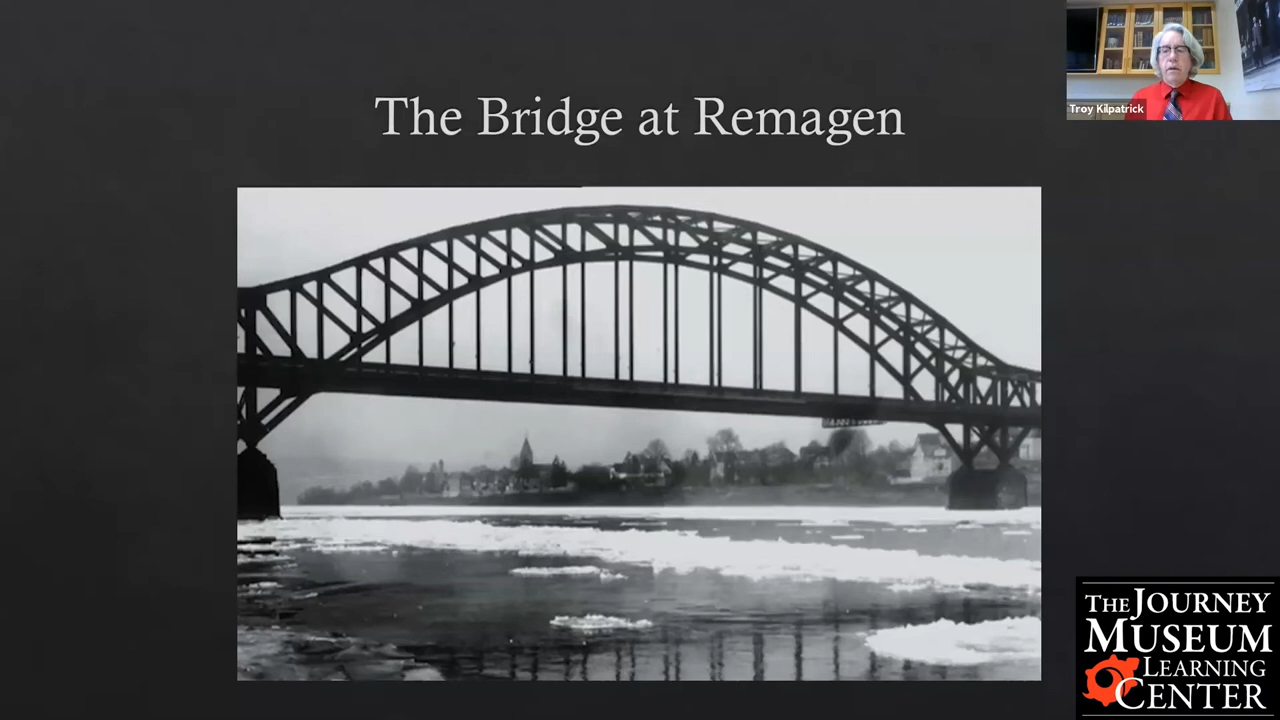 The Bridge at Remagen
Troy Kilpatrick
THE JOURNEY
MUSEUM
LEARNING
CENTER